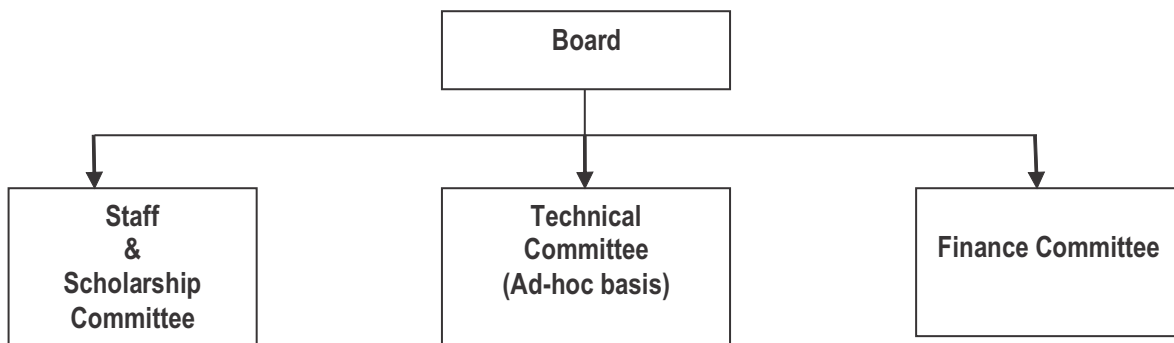 Board
Staff
&
Scholarship
Committee
Technical
Committee
(Ad-hoc basis)
Finance Committee